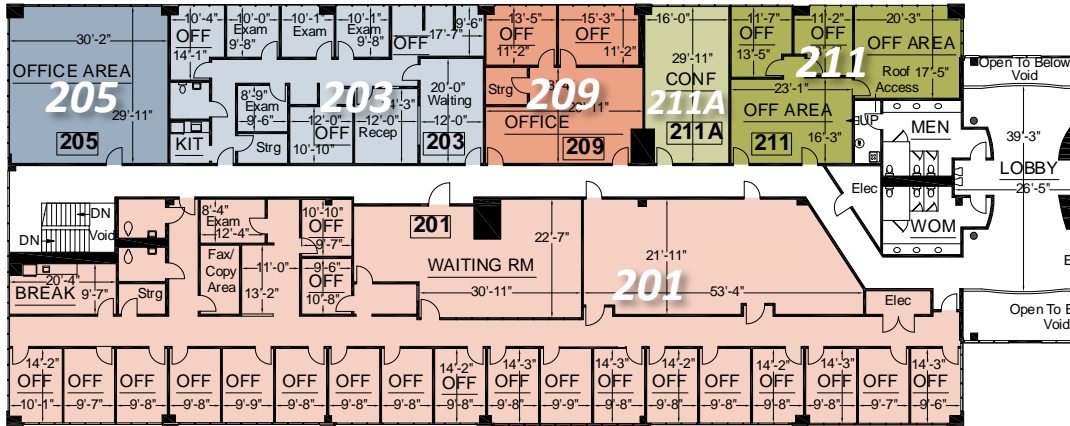 30'-2"
OFFICE AREA
205
29'-11"
205
10'-4"
OFF
14'-1"
10'-0"
Exam
9'-8"
10'-1"
Exam
10'-1"
Exam
9'-8"
OFF
17'-7"
9'-6"
203
KIT
8'-9"
Exam
9'-6"
Strg
12'-0"
OFF
10'-10"
12'-0"
Recep
20'-0"
Waiting
12'-0"
203
13'-5"
OFF
11'-2"
15'-3"
OFF
11'-2"
Strg
209
OFFICE
209
16'-0"
29'-11"
CONF
211A
211A
11'-7"
OFF
13'-5"
11'-2"
OFF
20'-3"
OFF AREA
211
Roof 17'-5"
Access
23'-1"
OFF AREA
211
16'-3"
UP
MEN
WOM
Elec
Open To Below
Void
39'-3"
LOBBY
26'-5"
DN
DN
Void
20'-4"
BREAK
9'-7"
Strg
8'-4"
Exam
12'-4"
Fax/
Copy
Area
11'-0"
13'-2"
10'-10"
OFF
9'-7"
9'-6"
OFF
10'-8"
201
22'-7"
WAITING RM
30'-11"
21'-11"
201
53'-4"
Elec
Open To B
Void
14'-2"
OFF
10'-1"
OFF
9'-7"
OFF
9'-8"
OFF
9'-8"
OFF
9'-9"
OFF
9'-8"
OFF
9'-8"
OFF
9'-8"
14'-2"
OFF
9'-8"
14'-3"
OFF
9'-8"
OFF
9'-9"
14'-3"
OFF
9'-8"
14'-2"
OFF
9'-8"
OFF
9'-8"
14'-2"
OFF
9'-8"
14'-3"
OFF
9'-8"
OFF
9'-7"
14'-3"
OFF
9'-6"